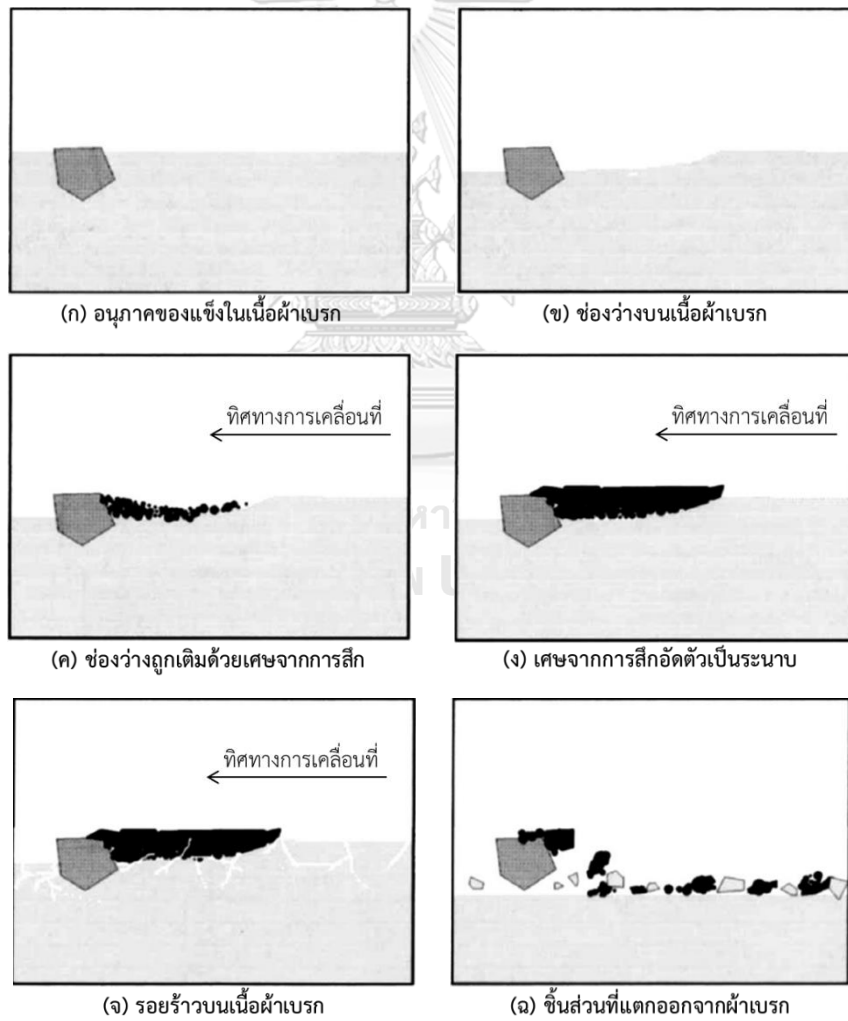 (ก) อนุภาคของแข็งในเนื้อผ้าเบรก
(ข) ช่องว่างบนเนื้อผ้าเบรก
ทิศทางการเคลื่อนที่
ทิศทางการเคลื่อนที่
(ค) ช่องว่างถูกเติมด้วยเศษจากการสึก
(ง) เศษจากการสึกอัดตัวเป็นระนาบ
ทิศทางการเคลื่อนที่
(จ) รอยร้าวบนเนื้อผ้าเบรก
(ฉ) ชิ้นส่วนที่แตกออกจากผ้าเบรก